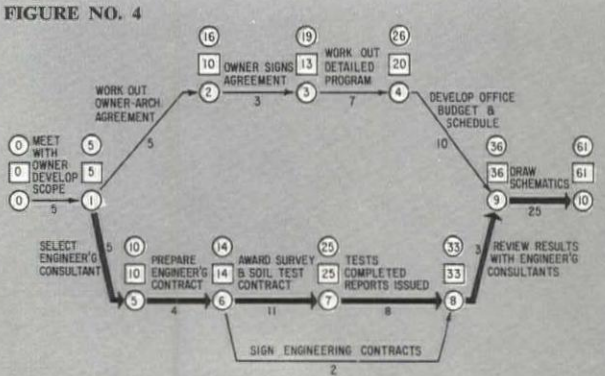 FIGURE NO. 4
16
19
26
10
13
20
WORK OUT
OWNER-ARCH.
AGREEMENT
5
2
OWNER SIGNS
AGREEMENT
3
3
WORK OUT
DETAILED
PROGRAM
7
4
DEVELOP OFFICE
BUDGET &
SCHEDULE
10
0
0
0
MEET
WITH
OWNER
DEVELOP
SCOPE
5
5
5
1
36
36
9
DRAW
SCHEMATICS
25
61
61
10
SELECT
ENGINEER'G
CONSULTANT
5
10
10
5
PREPARE
ENGINEER'G
CONTRACT
4
14
14
6
AWARD SURVEY
& SOIL TEST
CONTRACT
11
25
25
7
TESTS
COMPLETED
REPORTS ISSUED
8
33
33
8
3
REVIEW RESULTS
WITH ENGINEER'G
CONSULTANTS
SIGN ENGINEERING CONTRACTS
2